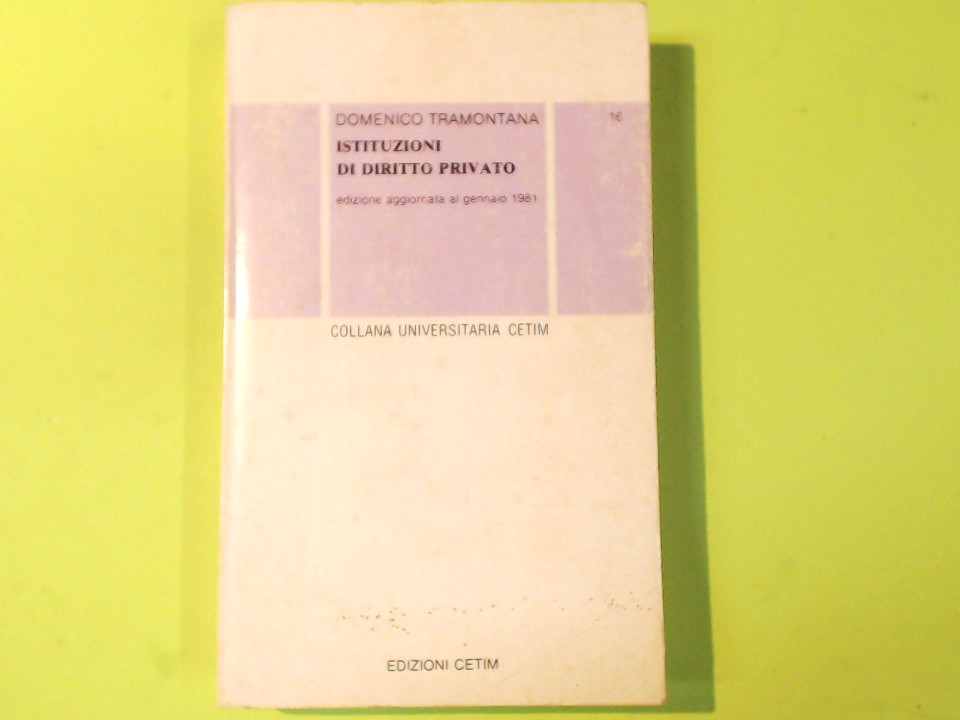 DOMENICO TRAMONTANA
16
ISTITUZIONI
DI DIRITTO PRIVATO
edizione aggiornata al gennaio 1981
COLLANA UNIVERSITARIA CETIM
EDIZIONI CETIM